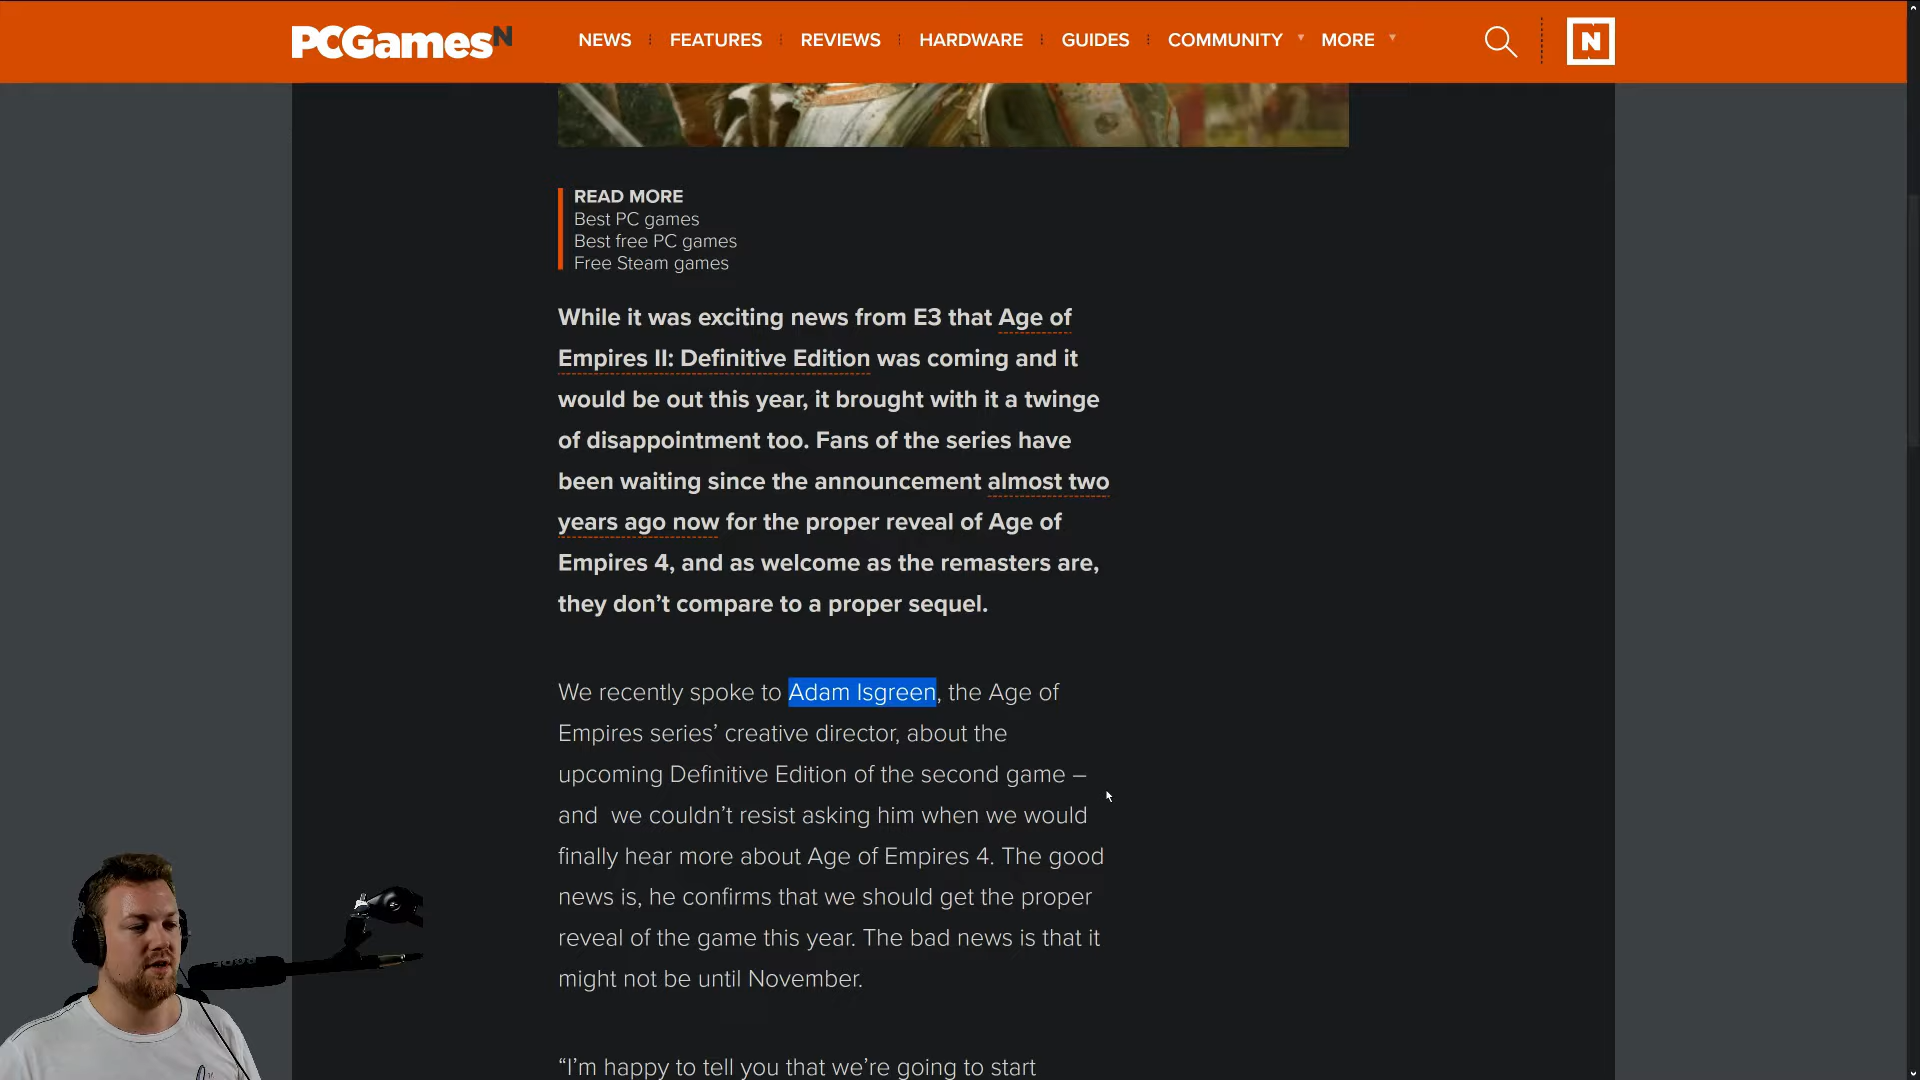 PCGamesN
NEWS FEATURES REVIEWS HARDWARE GUIDES COMMUNITY MORE
N
READ MORE
Best PC games
Best free PC games
Free Steam games
While it was exciting news from E3 that Age of
Empires II: Definitive Edition was coming and it
would be out this year, it brought with it a twinge
of disappointment too. Fans of the series have
been waiting since the announcement almost two
years ago now for the proper reveal of Age of
Empires 4, and as welcome as the remasters are,
they don’t compare to a proper sequel.
We recently spoke to Adam Isgreen, the Age of
Empires series’ creative director, about the
upcoming Definitive Edition of the second game –
and we couldn’t resist asking him when we would
finally hear more about Age of Empires 4. The good
news is, he confirms that we should get the proper
reveal of the game this year. The bad news is that it
might not be until November.
“I’m happy to tell you that we’re going to start